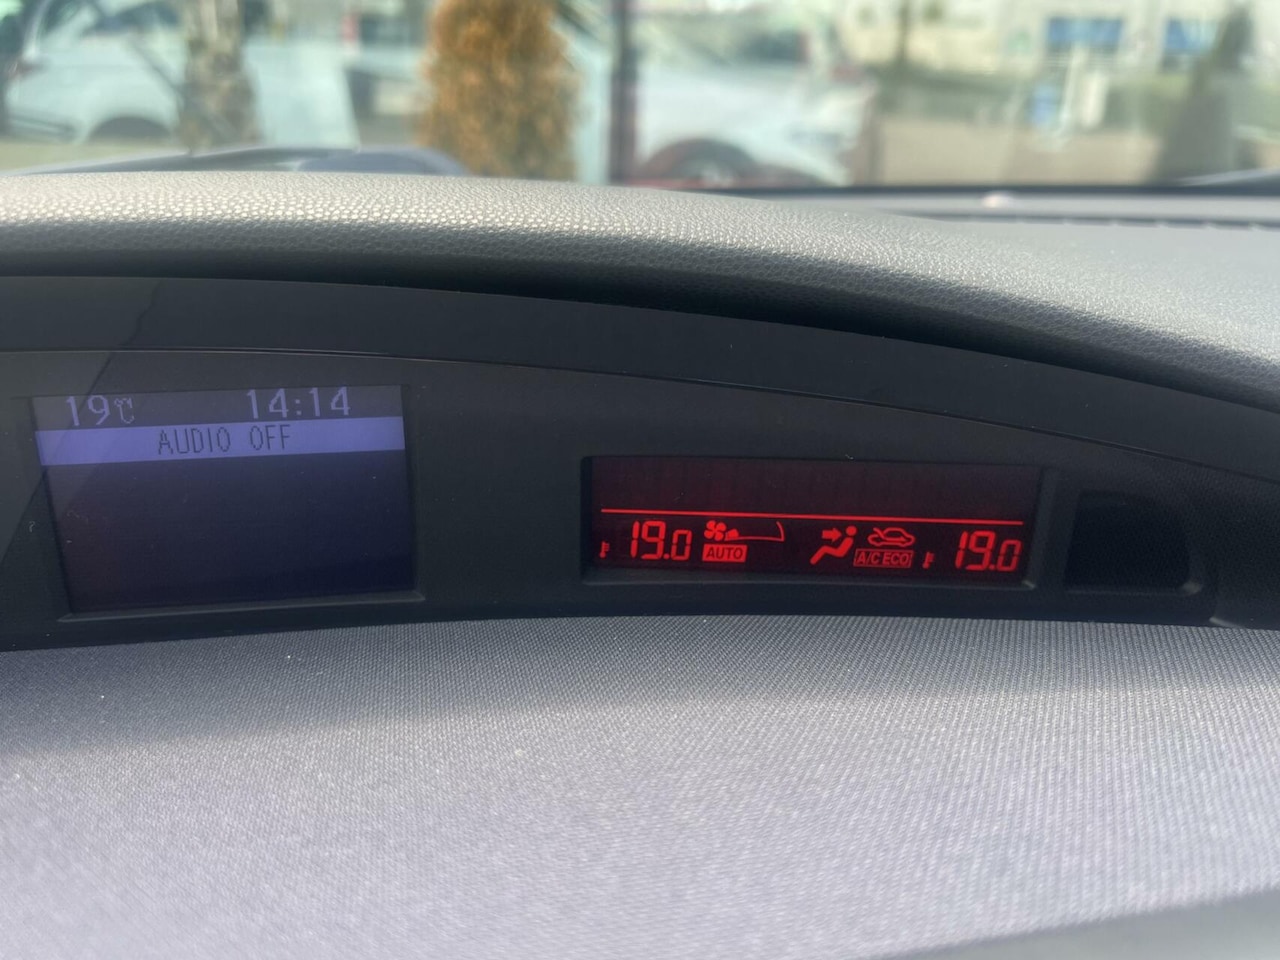 19℃ 14:14
AUDIO OFF
19.0 AUTO A/C ECO 19.0